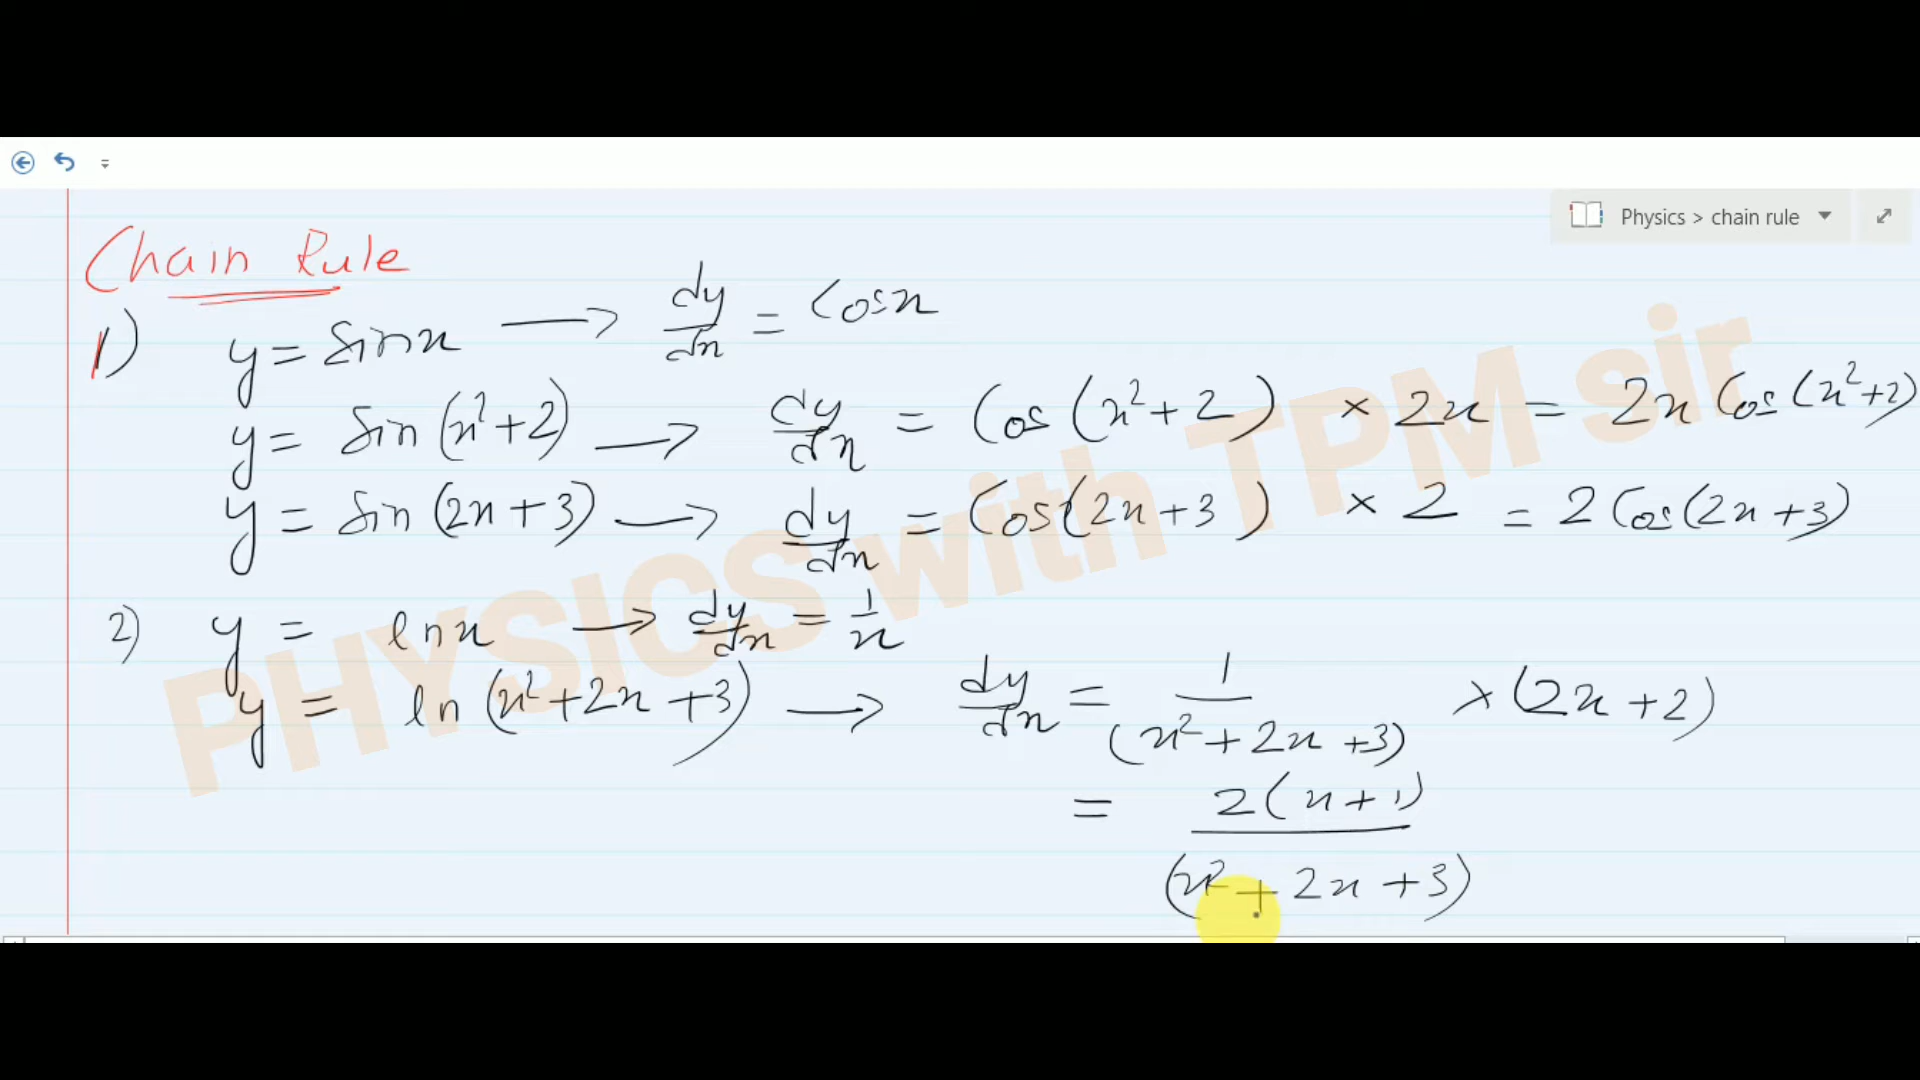 Physics > chain rule
Chain Rule
1) y = Sinx → dy/dx = Cosx
y = Sin (x²+2) → dy/dx = Cos (x²+2) × 2x = 2x Cos (x²+2)
y = Sin (2x+3) → dy/dx = Cos(2x+3) × 2 = 2 Cos(2x+3)
2) y = lnx → dy/dx = 1/x
y = ln (x²+2x+3) → dy/dx = 1/(x²+2x+3) × (2x+2)
= 2(x+1)/(x²+2x+3)
PHYSICS with TPM sir